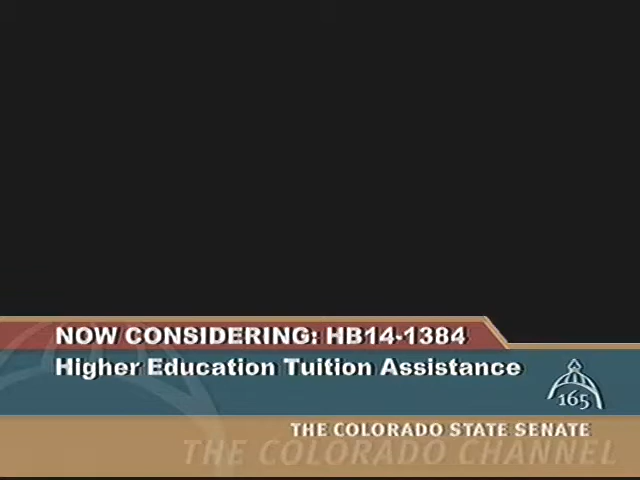 NOW CONSIDERING: HB14-1384
Higher Education Tuition Assistance
165
THE COLORADO STATE SENATE
THE COLORADO CHANNEL